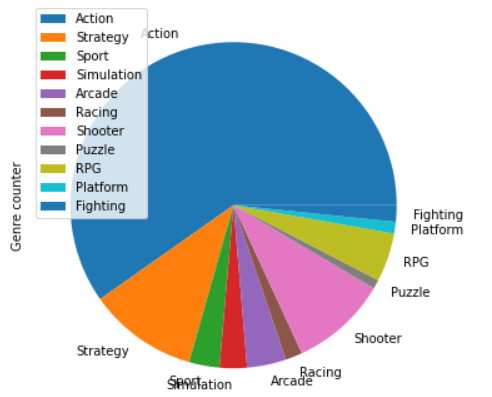 Action
Action
Strategy
Sport
Simulation
Arcade
Racing
Shooter
Puzzle
RPG
Platform
Fighting
Genre counter
Fighting
Platform
RPG
Puzzle
Shooter
Racing
Arcade
Simulation
Sport
Strategy